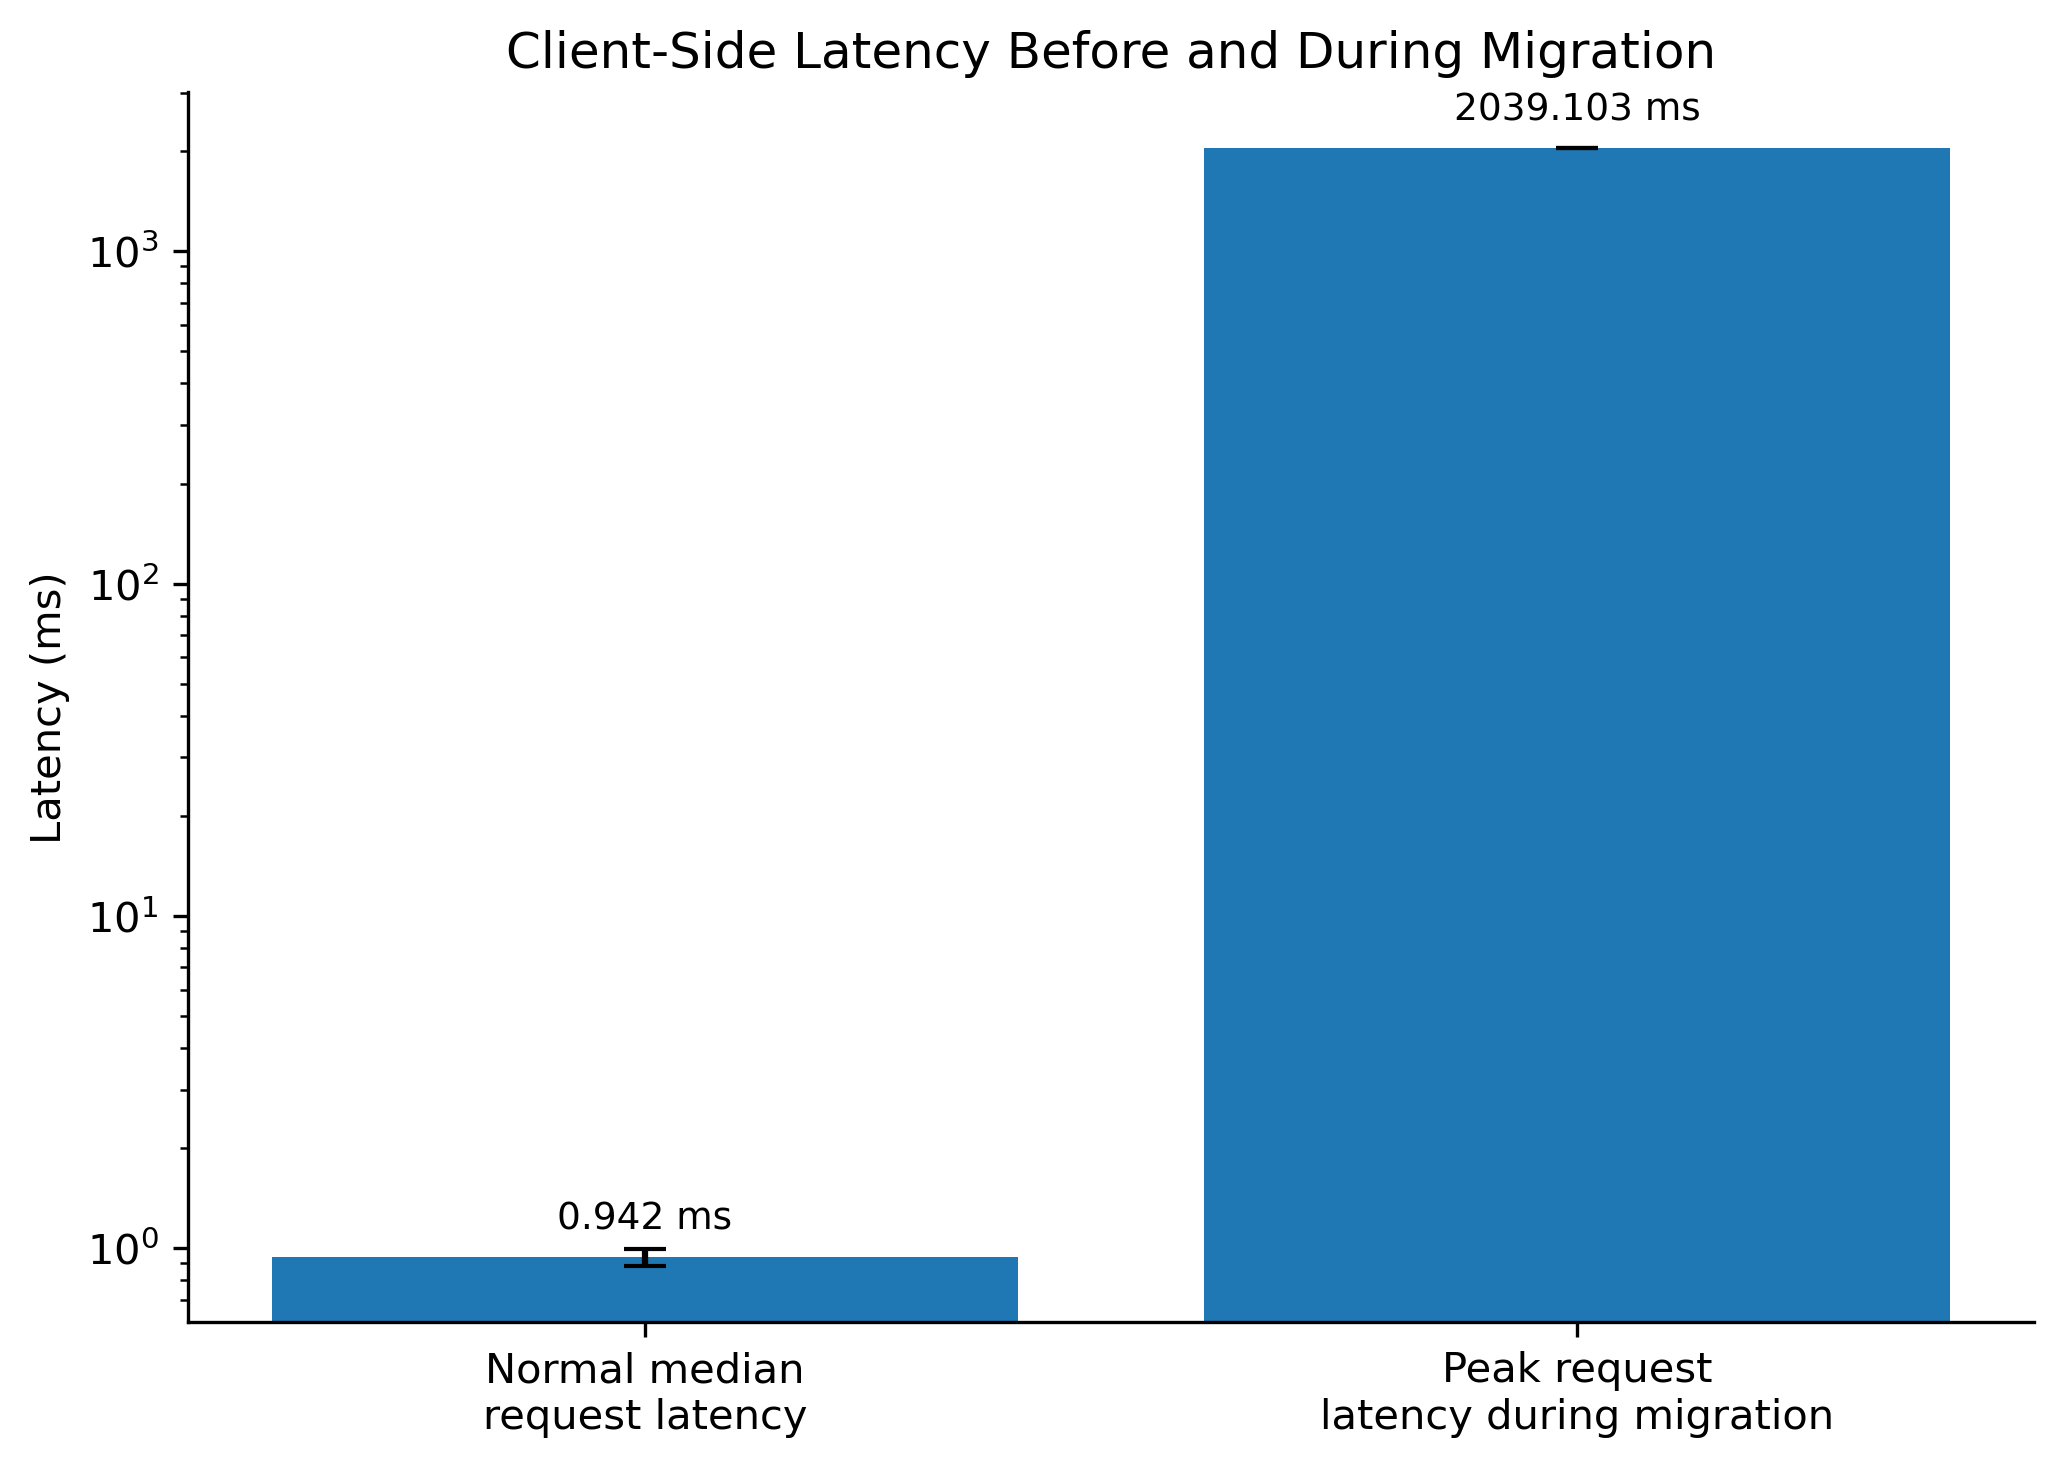 Client-Side Latency Before and During Migration
2039.103 ms
10³
10²
10¹
10⁰
Latency (ms)
0.942 ms
Normal median
request latency
Peak request
latency during migration